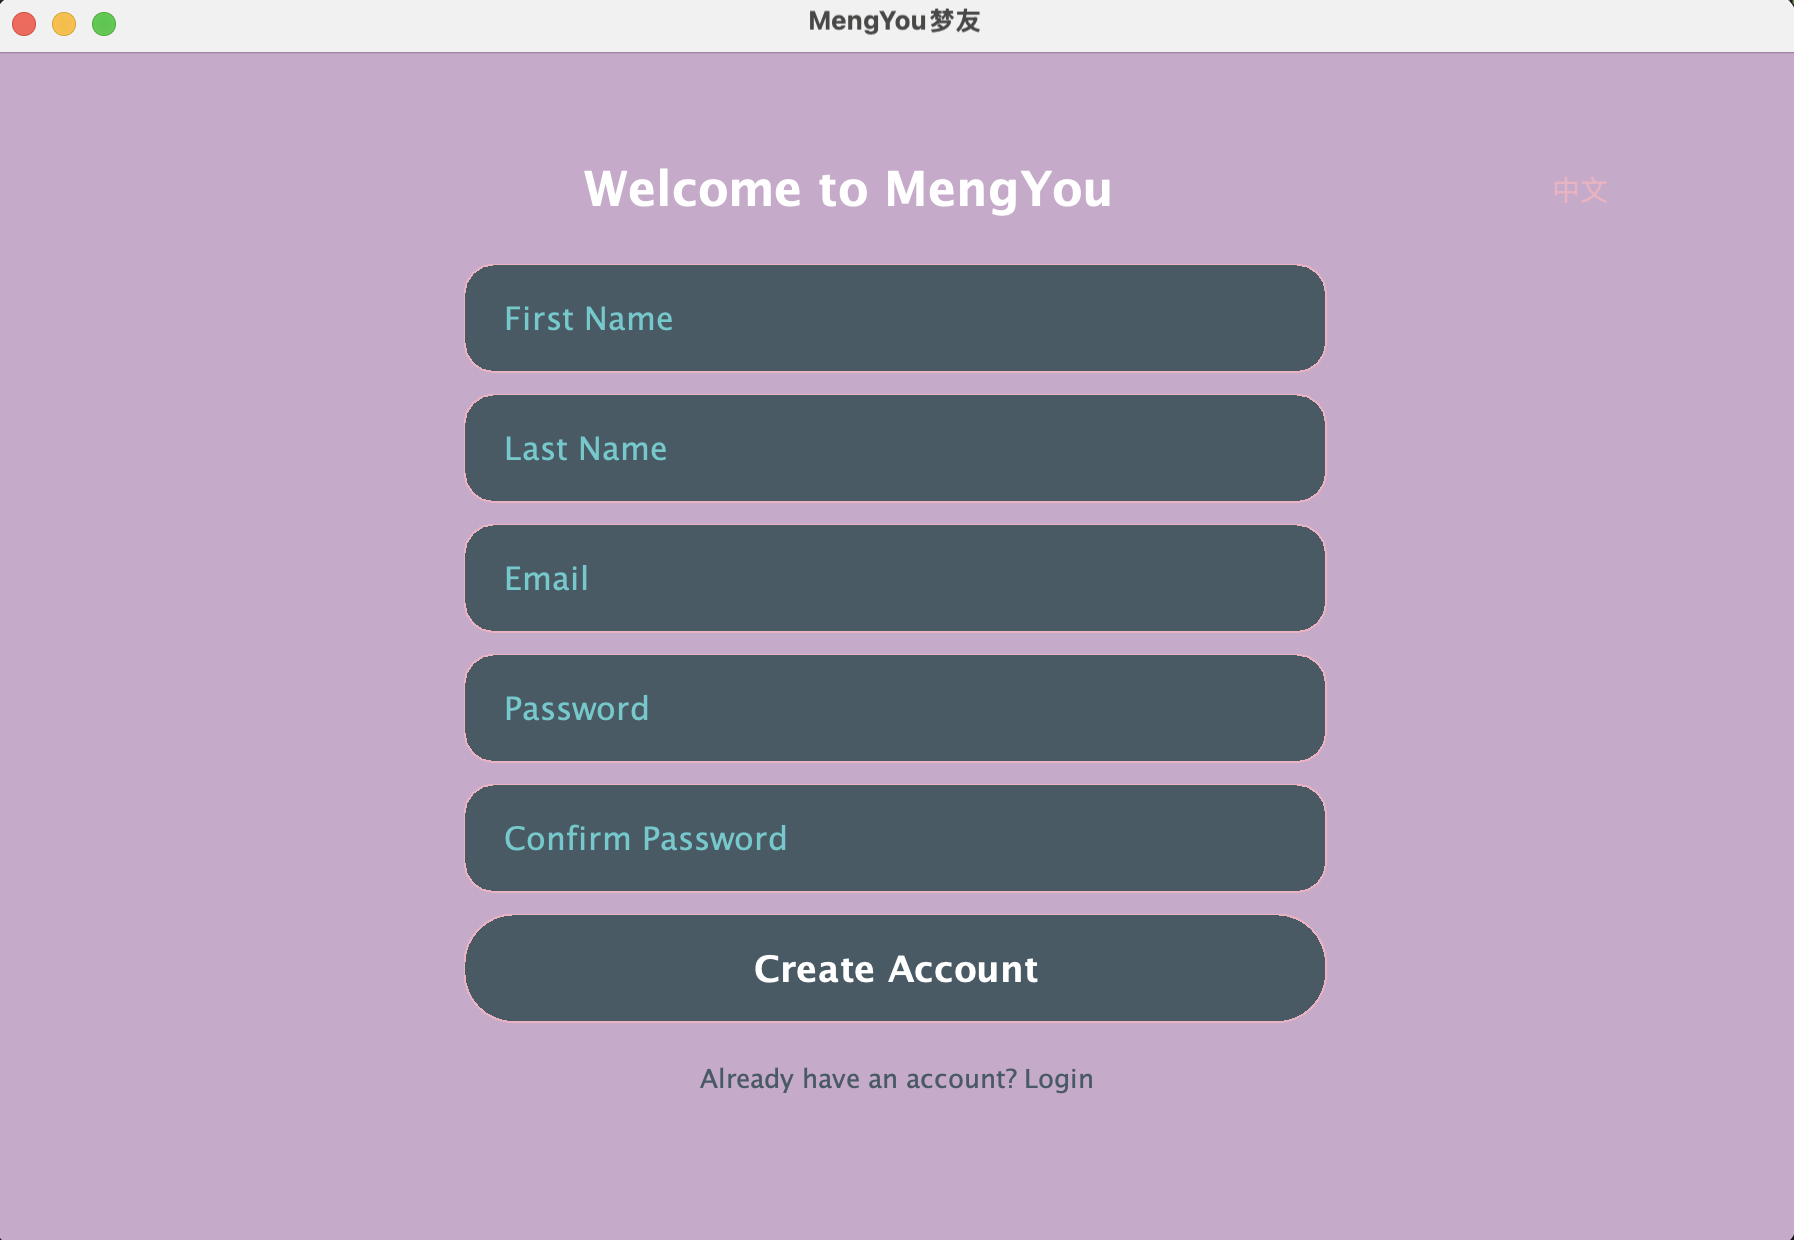 MengYou梦友
Welcome to MengYou
中文
First Name
Last Name
Email
Password
Confirm Password
Create Account
Already have an account? Login